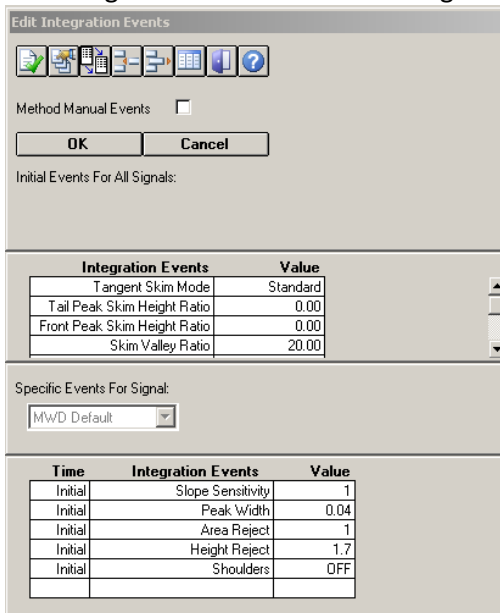 Edit Integration Events
Method Manual Events
OK Cancel
Initial Events For All Signals:
Integration Events Value
Tangent Skim Mode Standard
Tail Peak Skim Height Ratio 0.00
Front Peak Skim Height Ratio 0.00
Skim Valley Ratio 20.00
Specific Events For Signal:
MWD Default
Time Integration Events Value
Initial Slope Sensitivity 1
Initial Peak Width 0.04
Initial Area Reject 1
Initial Height Reject 1.7
Initial Shoulders OFF